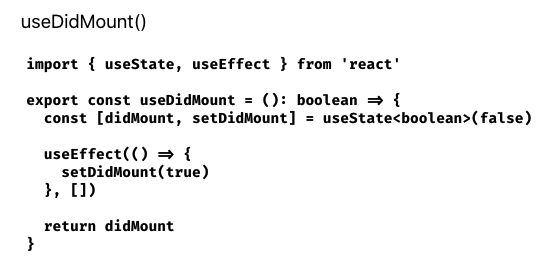 useDidMount()
import { useState, useEffect } from 'react'
export const useDidMount = (): boolean => {
const [didMount, setDidMount] = useState<boolean>(false)
useEffect(() => {
setDidMount(true)
}, [])
return didMount
}